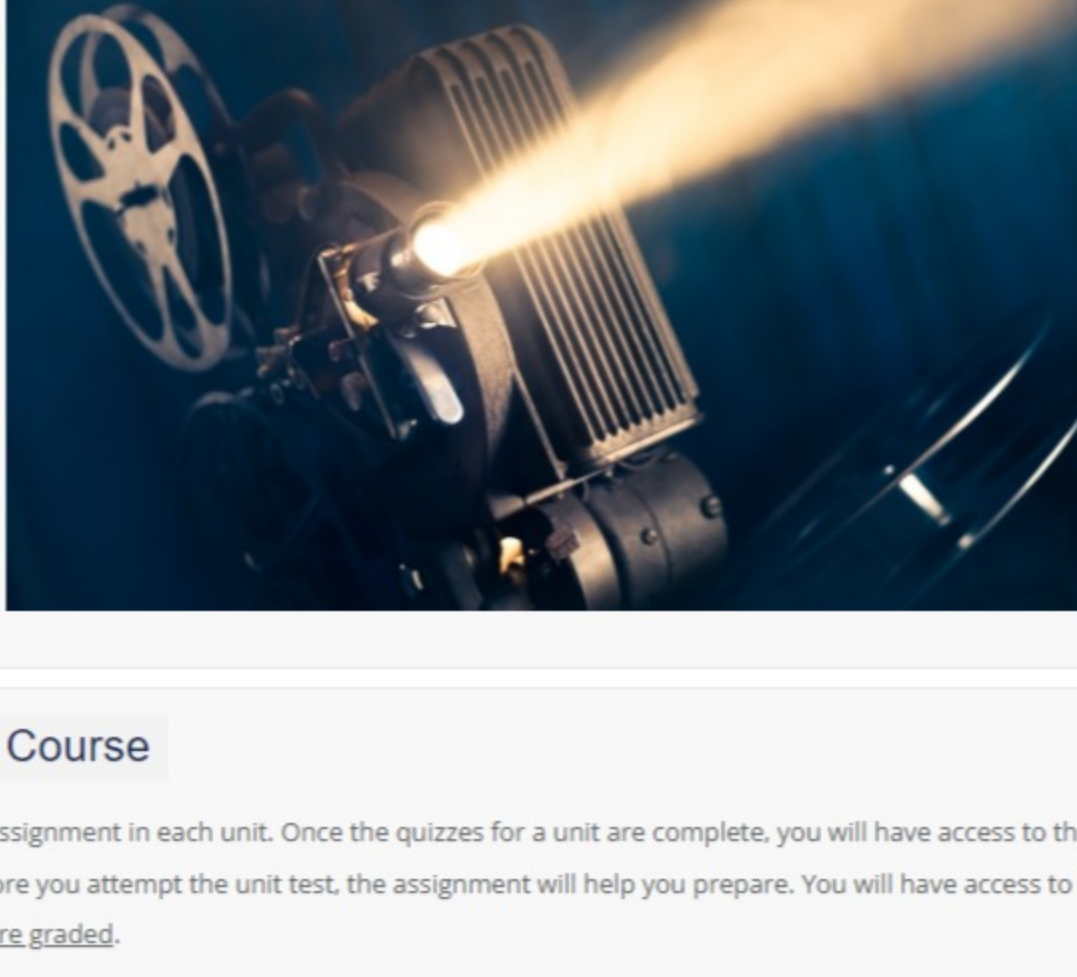 Course
ssignment in each unit. Once the quizzes for a unit are complete, you will have access to th
ore you attempt the unit test, the assignment will help you prepare. You will have access to
re graded.